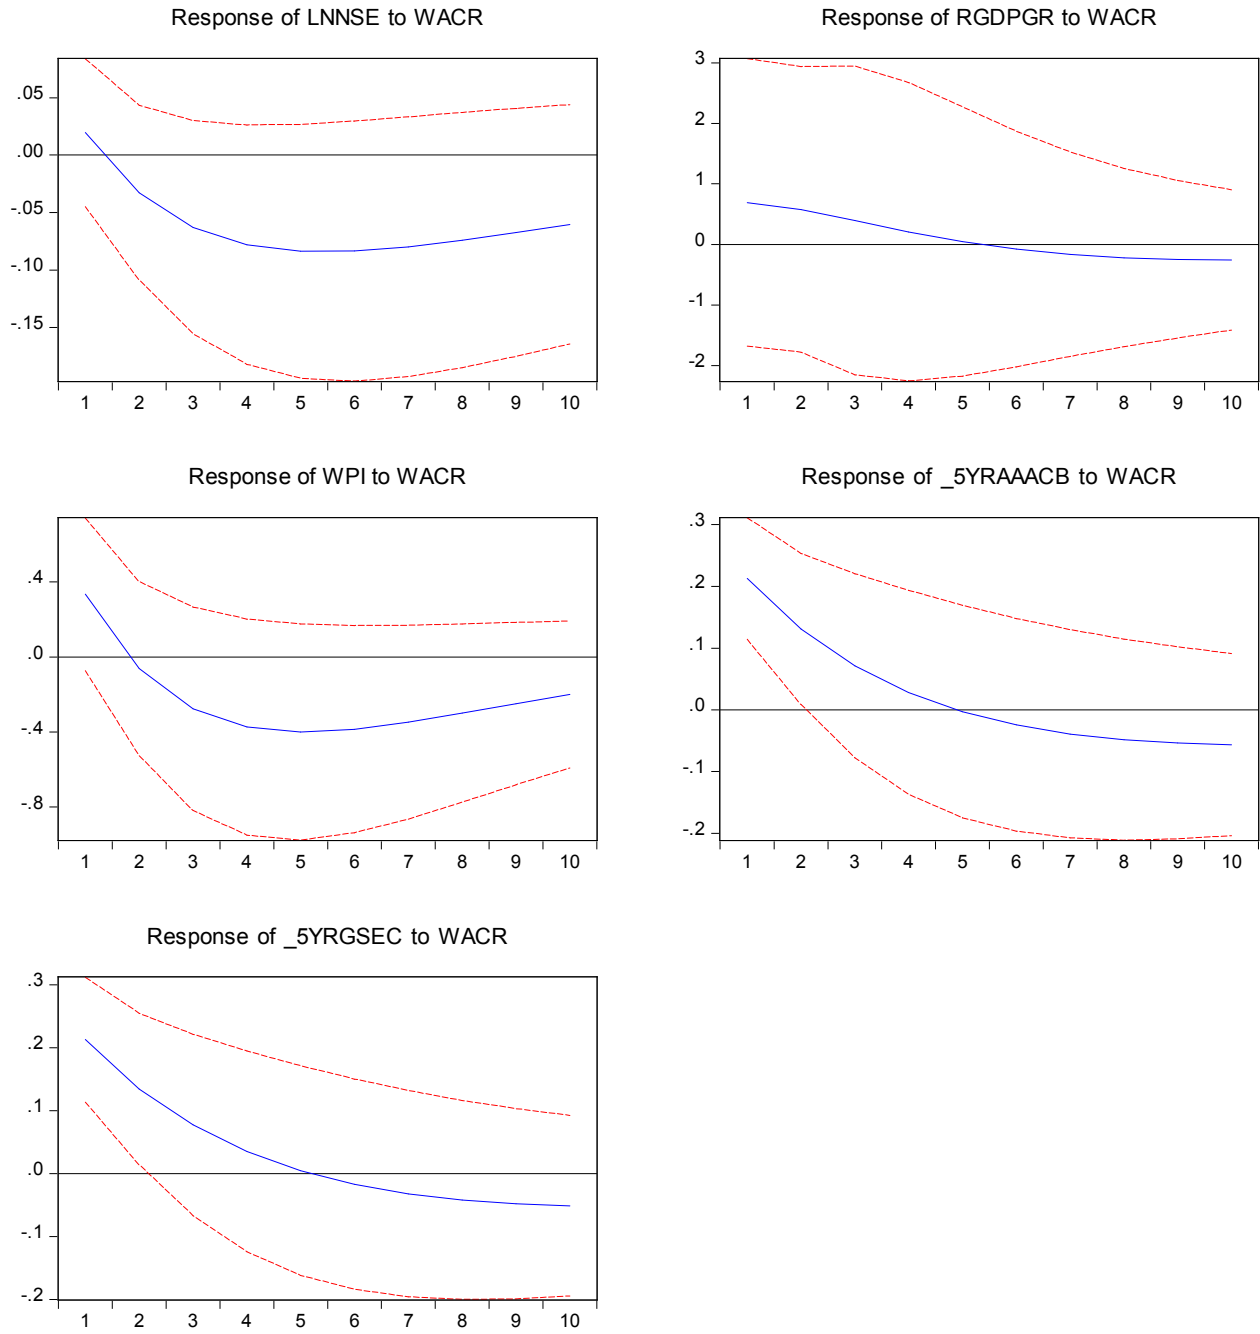 Response of LNNSE to WACR
.05
.00
-.05
-.10
-.15
1 2 3 4 5 6 7 8 9 10
Response of RGDPGR to WACR
3
2
1
0
-1
-2
1 2 3 4 5 6 7 8 9 10
Response of WPI to WACR
.4
.0
-.4
-.8
1 2 3 4 5 6 7 8 9 10
Response of _5YRAAACB to WACR
.3
.2
.1
.0
-.1
-.2
1 2 3 4 5 6 7 8 9 10
Response of _5YRGSEC to WACR
.3
.2
.1
.0
-.1
-.2
1 2 3 4 5 6 7 8 9 10